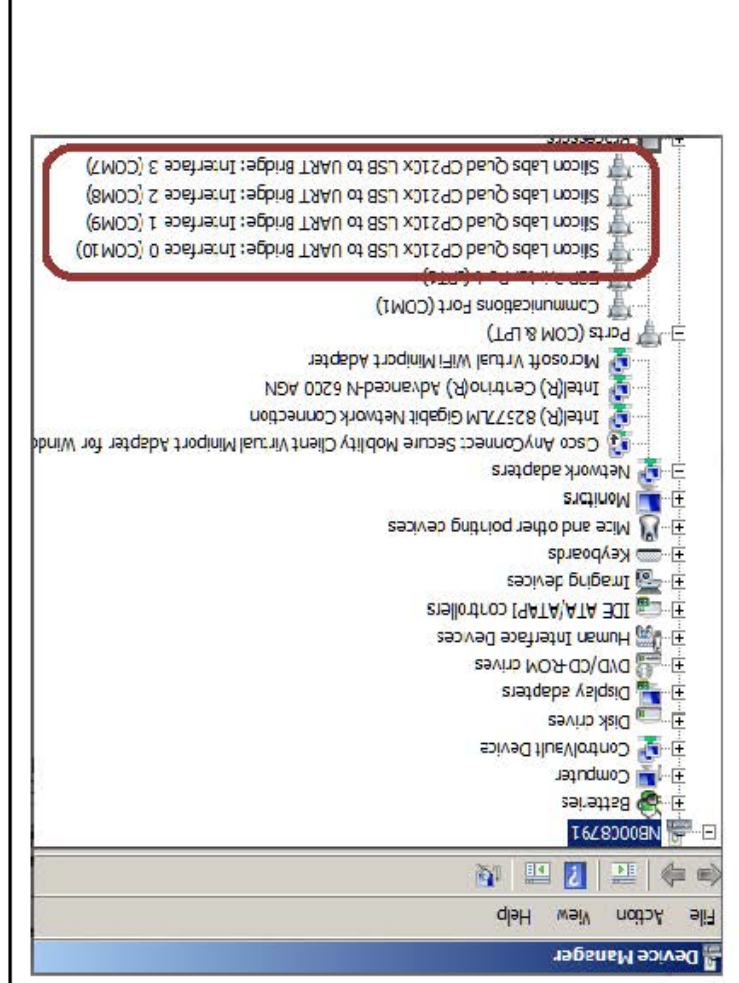 Device Manager
File Action View Help
NB0008791
Batteries
Computer
ControlVault Device
Disk drives
Display adapters
DVD/CD-ROM drives
Human Interface Devices
IDE ATA/ATAPI controllers
Imaging devices
Keyboards
Mice and other pointing devices
Monitors
Network adapters
Cisco AnyConnect Secure Mobility Client Virtual Miniport Adapter for Windo
Intel(R) 82577LM Gigabit Network Connection
Intel(R) Centrino(R) Advanced-N 6200 AGN
Microsoft Virtual WiFi Miniport Adapter
Ports (COM & LPT)
Communications Port (COM1)
Silicon Labs Quad CP210x USB to UART Bridge: Interface 0 (COM10)
Silicon Labs Quad CP210x USB to UART Bridge: Interface 1 (COM9)
Silicon Labs Quad CP210x USB to UART Bridge: Interface 2 (COM8)
Silicon Labs Quad CP210x USB to UART Bridge: Interface 3 (COM7)
Processors